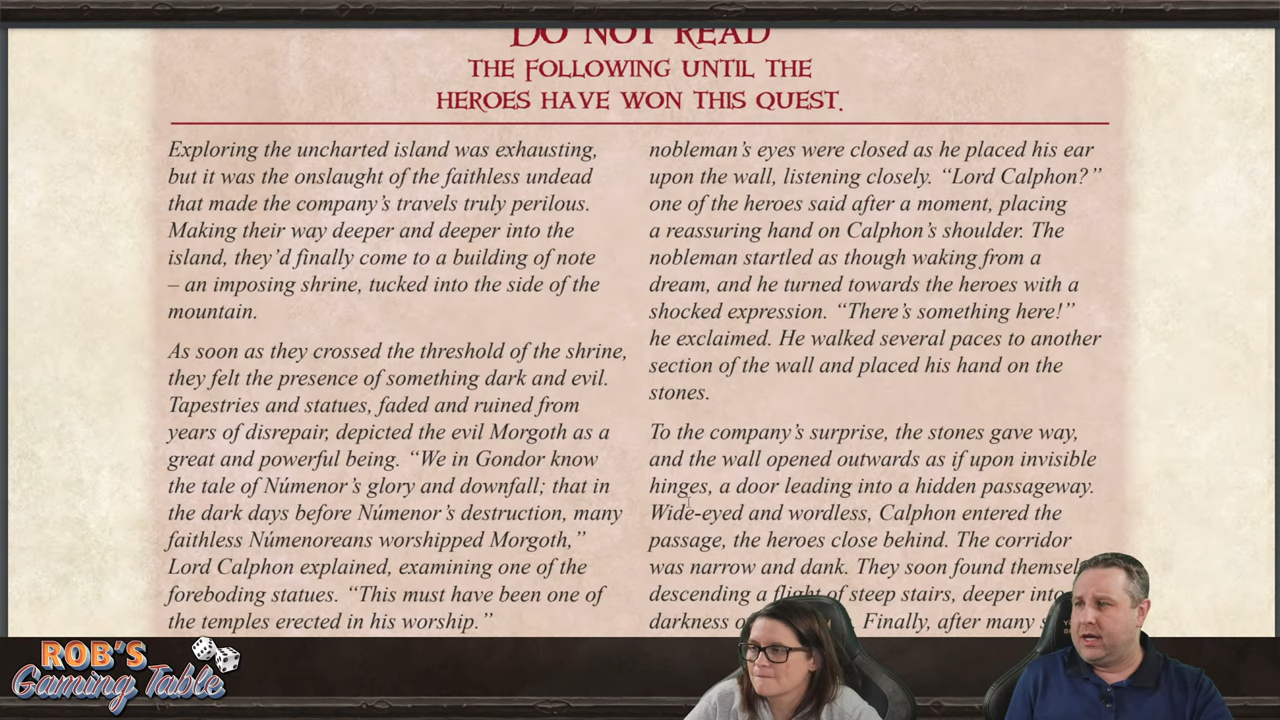 DO NOT READ
THE FOLLOWING UNTIL THE
HEROES HAVE WON THIS QUEST.
Exploring the uncharted island was exhausting,
but it was the onslaught of the faithless undead
that made the company's travels truly perilous.
Making their way deeper and deeper into the
island, they'd finally come to a building of note
– an imposing shrine, tucked into the side of the
mountain.
As soon as they crossed the threshold of the shrine,
they felt the presence of something dark and evil.
Tapestries and statues, faded and ruined from
years of disrepair, depicted the evil Morgoth as a
great and powerful being. “We in Gondor know
the tale of Númenor's glory and downfall; that in
the dark days before Númenor's destruction, many
faithless Númenoreans worshipped Morgoth,”
Lord Calphon explained, examining one of the
foreboding statues. “This must have been one of
the temples erected in his worship.”
nobleman's eyes were closed as he placed his ear
upon the wall, listening closely. “Lord Calphon?”
one of the heroes said after a moment, placing
a reassuring hand on Calphon's shoulder. The
nobleman startled as though waking from a
dream, and he turned towards the heroes with a
shocked expression. “There's something here!”
he exclaimed. He walked several paces to another
section of the wall and placed his hand on the
stones.
To the company's surprise, the stones gave way,
and the wall opened outwards as if upon invisible
hinges, a door leading into a hidden passageway.
Wide-eyed and wordless, Calphon entered the
passage, the heroes close behind. The corridor
was narrow and dank. They soon found
descending a flight of steep stairs, deeper into
darkness Finally, after many
ROB'S
Gaming Table